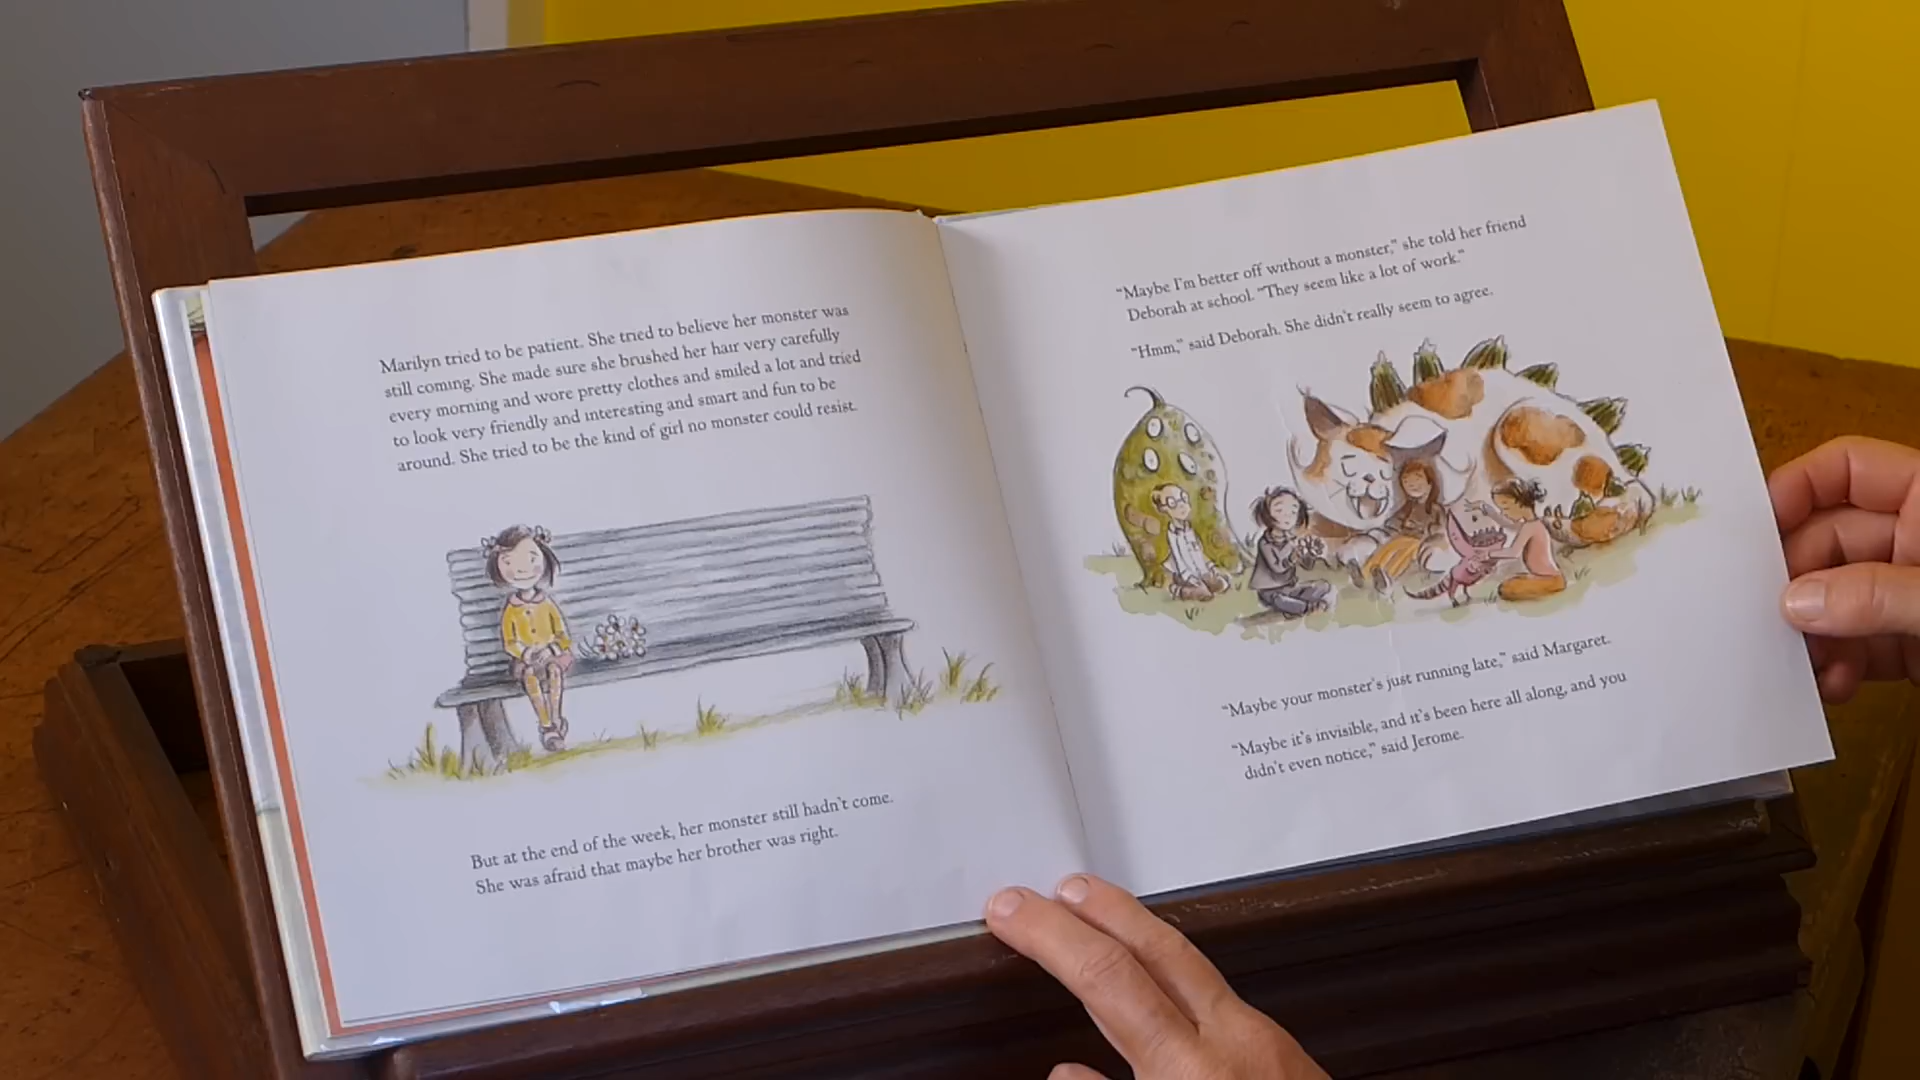 Marilyn tried to be patient. She tried to believe her monster was
still coming. She made sure she brushed her hair very carefully
every morning and wore pretty clothes and smiled a lot and tried
to look very friendly and interesting and smart and fun to be
around. She tried to be the kind of girl no monster could resist.
But at the end of the week, her monster still hadn't come.
She was afraid that maybe her brother was right.
“Maybe I'm better off without a monster,” she told her friend
Deborah at school. “They seem like a lot of work.”
“Hmm,” said Deborah. She didn't really seem to agree.
“Maybe your monster's just running late,” said Margaret.
“Maybe it's invisible, and it's been here all along, and you
didn't even notice,” said Jerome.